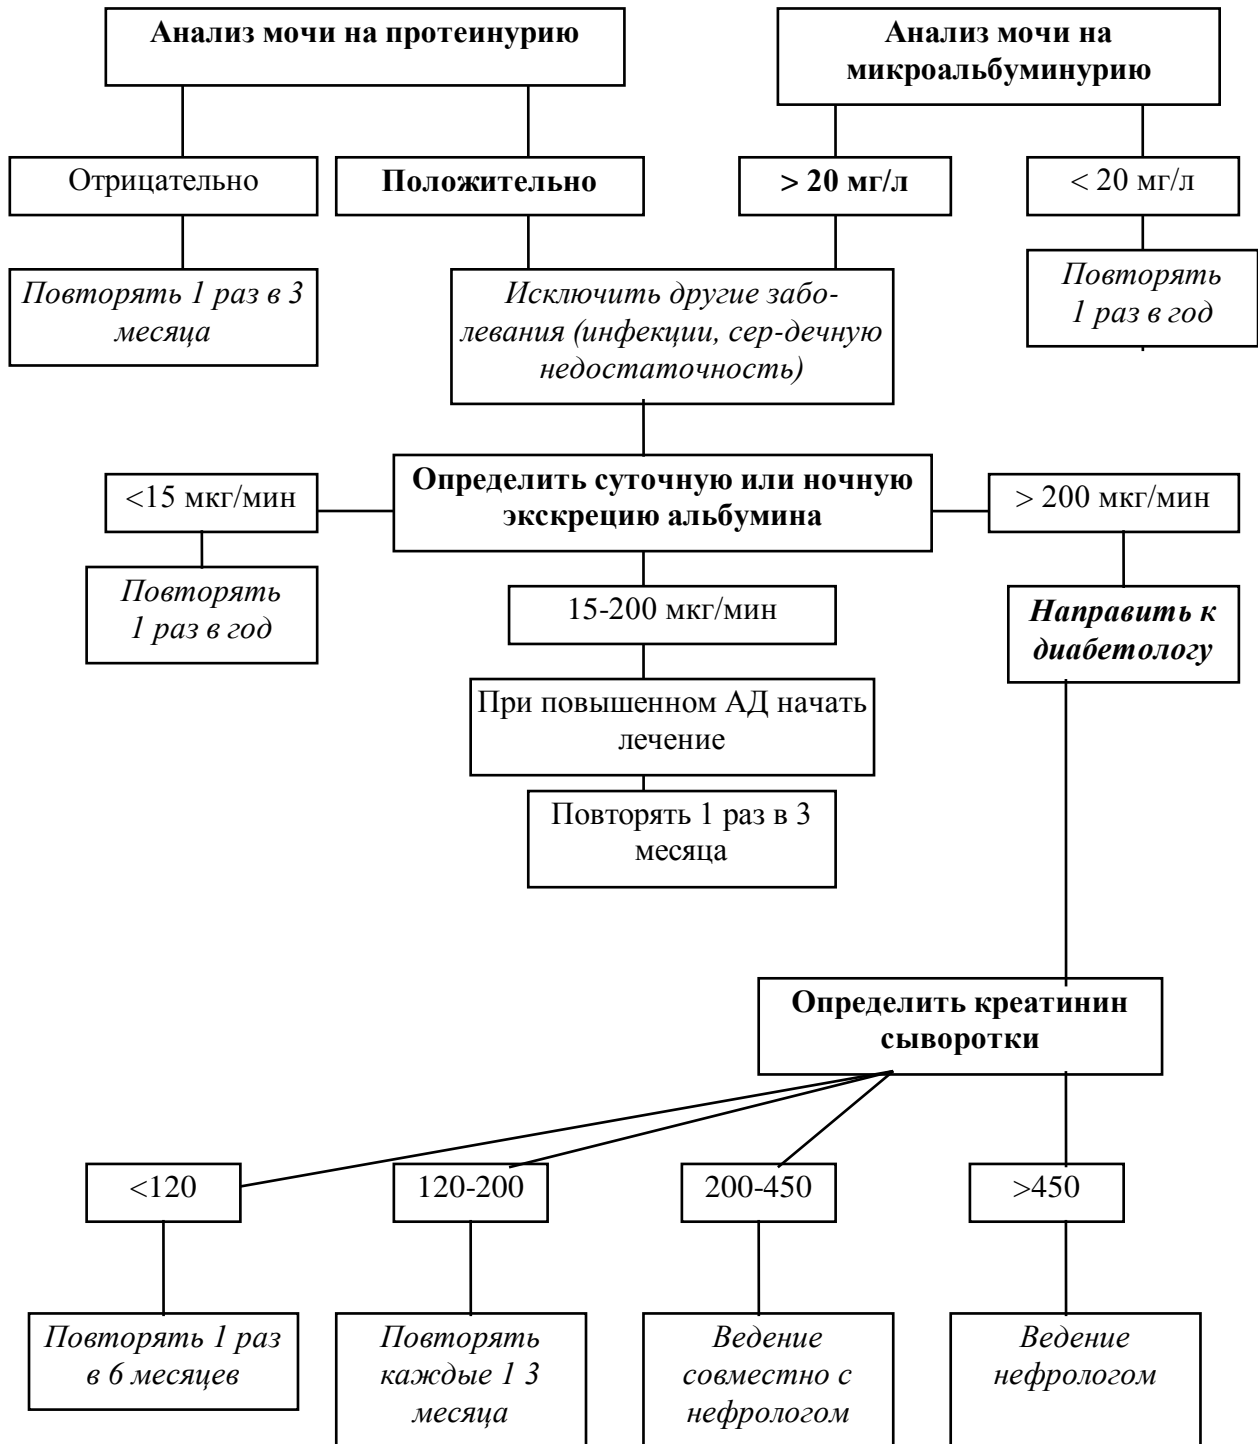 Анализ мочи на протеинурию
Анализ мочи на
микроальбуминурию
Отрицательно
Положительно
> 20 мг/л
< 20 мг/л
Повторять 1 раз в 3
месяца
Исключить другие забо-
левания (инфекции, сер-дечную
недостаточность)
Повторять
1 раз в год
<15 мкг/мин
Определить суточную или ночную
экскрецию альбумина
> 200 мкг/мин
Повторять
1 раз в год
15-200 мкг/мин
Направить к
диабетологу
При повышенном АД начать
лечение
Повторять 1 раз в 3
месяца
Определить креатинин
сыворотки
<120
120-200
200-450
>450
Повторять 1 раз
в 6 месяцев
Повторять
каждые 1 3
месяца
Ведение
совместно с
нефрологом
Ведение
нефрологом